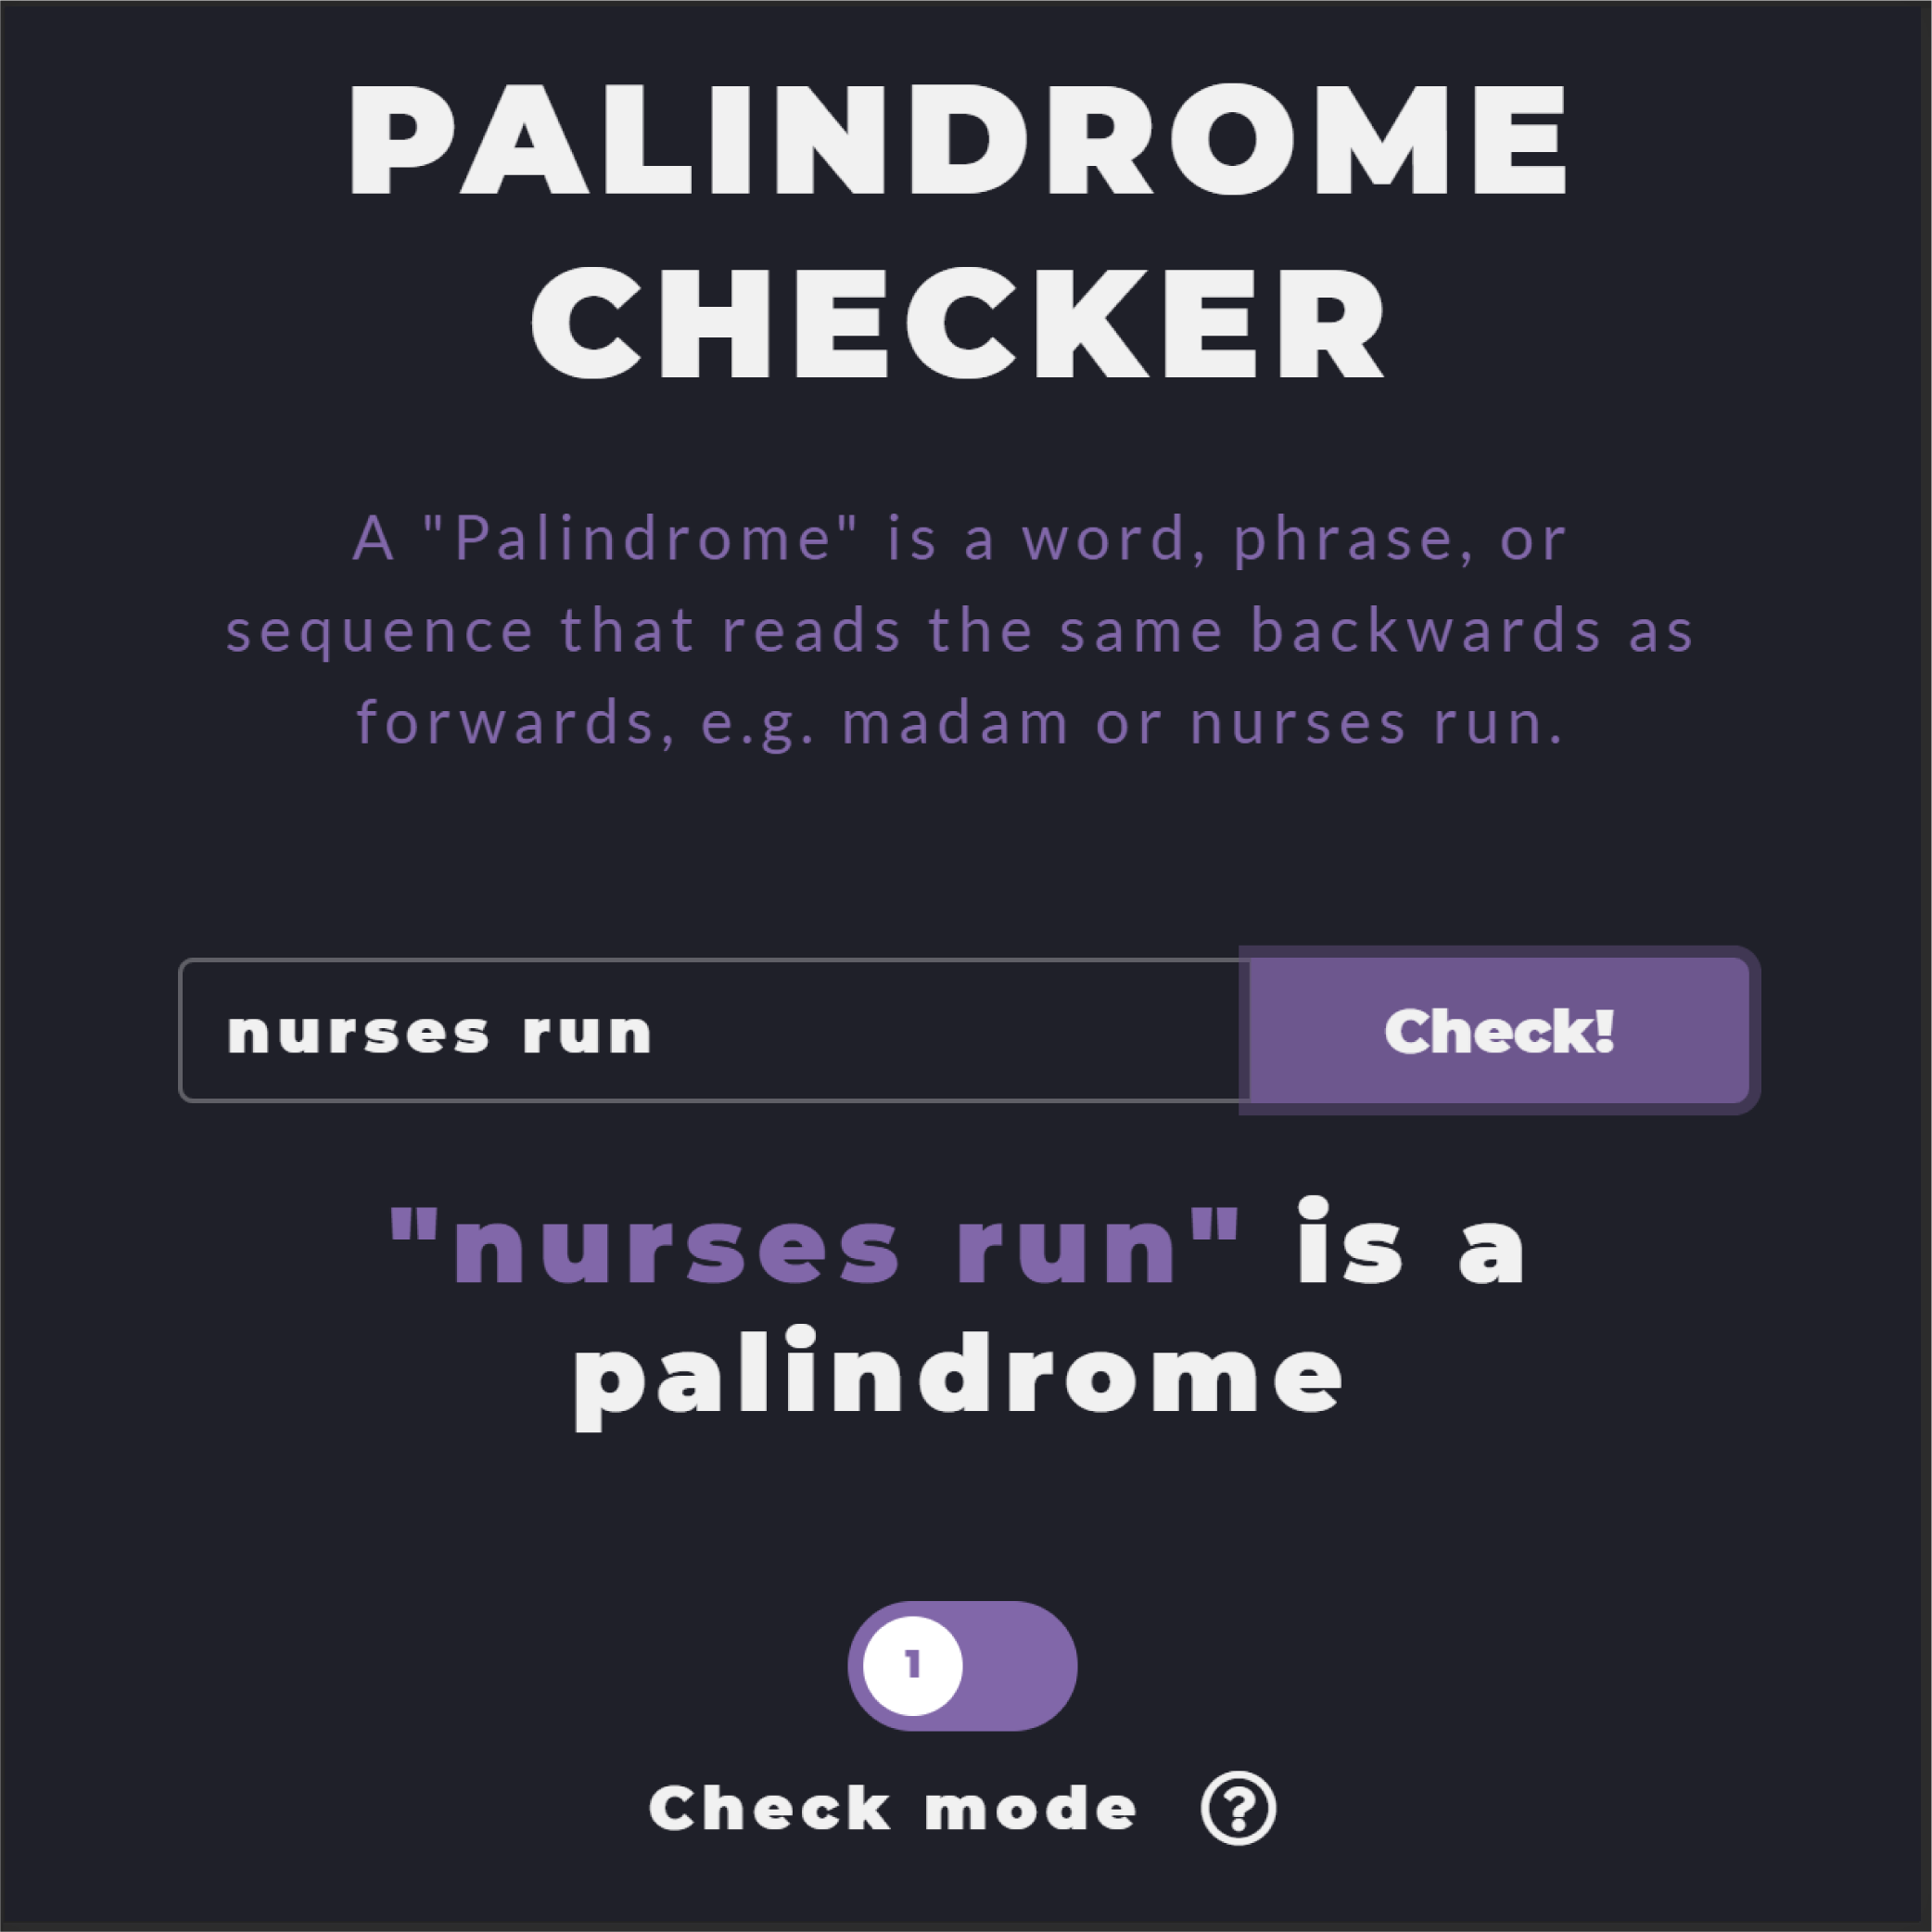 PALINDROME
CHECKER
A "Palindrome" is a word, phrase, or
sequence that reads the same backwards as
forwards, e.g. madam or nurses run.
nurses run Check!
"nurses run" is a
palindrome
1
Check mode ?